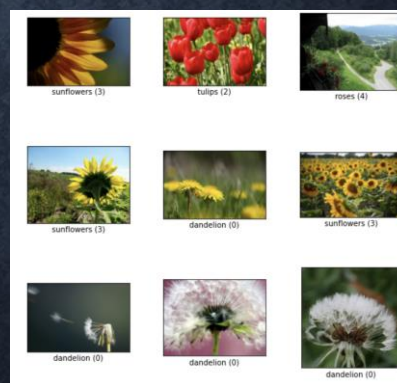 sunflowers (3)
tulips (2)
roses (4)
sunflowers (3)
dandelion (0)
sunflowers (3)
dandelion (0)
dandelion (0)
dandelion (0)